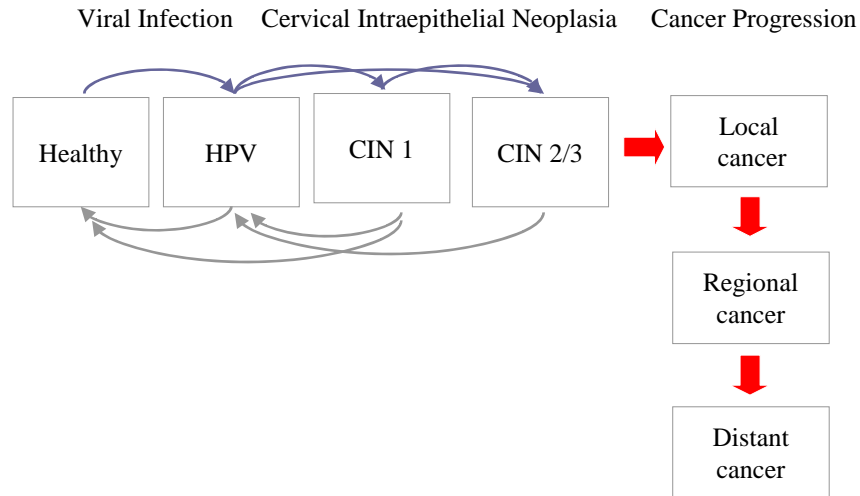 Viral Infection
Cervical Intraepithelial Neoplasia
Cancer Progression
Healthy
HPV
CIN 1
CIN 2/3
Local
cancer
Regional
cancer
Distant
cancer